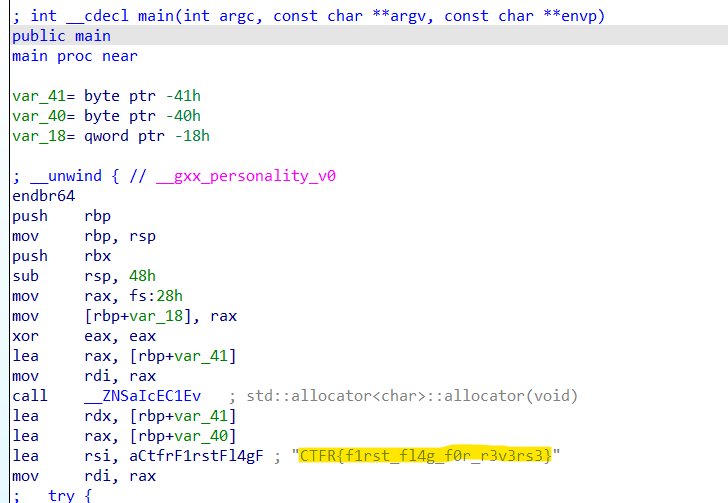 ; int __cdecl main(int argc, const char **argv, const char **envp)
public main
main proc near
var_41= byte ptr -41h
var_40= byte ptr -40h
var_18= qword ptr -18h
; __unwind { // __gxx_personality_v0
endbr64
push rbp
mov rbp, rsp
push rbx
sub rsp, 48h
mov rax, fs:28h
mov [rbp+var_18], rax
xor eax, eax
lea rax, [rbp+var_41]
mov rdi, rax
call __ZNSaIcEC1Ev ; std::allocator<char>::allocator(void)
lea rdx, [rbp+var_41]
lea rax, [rbp+var_40]
lea rsi, aCtfrF1rstFl4gF ; "CTFR{f1rst_fl4g_f0r_r3v3rs3}"
mov rdi, rax
; try {